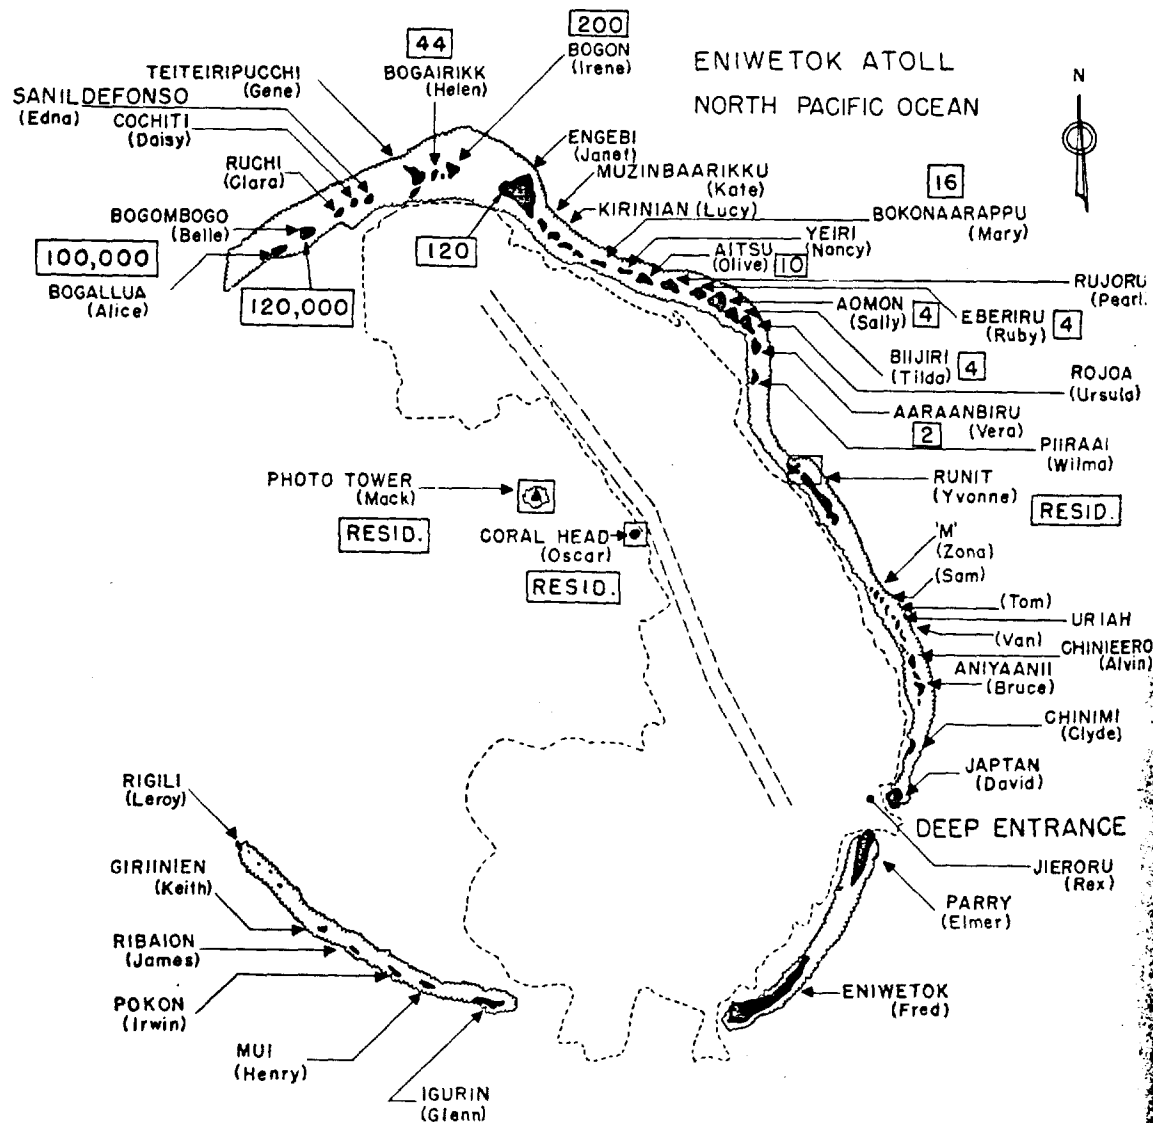 ENIWETOK ATOLL
NORTH PACIFIC OCEAN
N
200
BOGON
(Irene)
44
BOGAIRIKK
(Helen)
TEITEIRIPUCCHI
(Gene)
SANILDEFONSO
(Edna)
COCHITI
(Daisy)
RUCHI
(Clara)
BOGOMBOGO
(Belle)
100,000
BOGALLUA
(Alice)
120,000
120
ENGEBI
(Janet)
MUZINBAARIKKU
(Kate)
KIRINIAN (Lucy)
16
BOKONAARAPPU
(Mary)
YEIRI
(Nancy)
AITSU
(Olive)
10
RUJORU
(Pearl.
AOMON
(Sally)
4
EBERIRU
(Ruby)
4
BIIJIRI
(Tilda)
4
ROJOA
(Ursula)
AARAANBIRU
(Vera)
2
PIIRAAI
(Wilma)
RUNIT
(Yvonne)
RESID.
PHOTO TOWER
(Mack)
RESID.
CORAL HEAD
(Oscar)
RESID.
'M'
(Zona)
(Sam)
(Tom)
URIAH
(Van)
CHINIEERO
(Alvin)
ANIYAANII
(Bruce)
CHINIMI
(Clyde)
JAPTAN
(David)
DEEP ENTRANCE
JIERORU
(Rex)
PARRY
(Elmer)
ENIWETOK
(Fred)
RIGILI
(Leroy)
GIRIINIEN
(Keith)
RIBAION
(James)
POKON
(Irwin)
MUI
(Henry)
IGURIN
(Glenn)